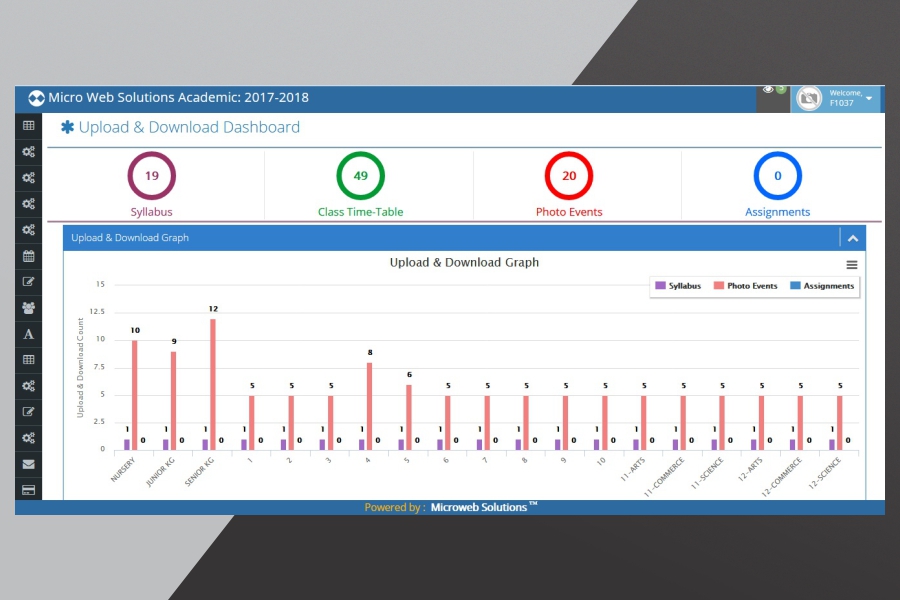 Micro Web Solutions Academic: 2017-2018
5
Welcome,
F1037
Upload & Download Dashboard
19
49
20
0
Syllabus
Class Time-Table
Photo Events
Assignments
Upload & Download Graph
Upload & Download Graph
Syllabus Photo Events Assignments
Upload & Download Count
15
12.5
10
7.5
5
2.5
0
10 9 12 5 5 5 8 6 5 5 5 5 5 5 5 5 5 5 5
1 0 1 0 1 0 1 0 1 0 1 0 1 0 1 0 1 0 1 0 1 0 1 0 1 0 1 0 1 0 1 0 1 0 1 0 1 0
NURSERY JUNIOR KG SENIOR KG 1 2 3 4 5 6 7 8 9 10 11-ARTS 11-COMMERCE 11-SCIENCE 12-ARTS 12-COMMERCE 12-SCIENCE
A
Powered by : Microweb Solutions™